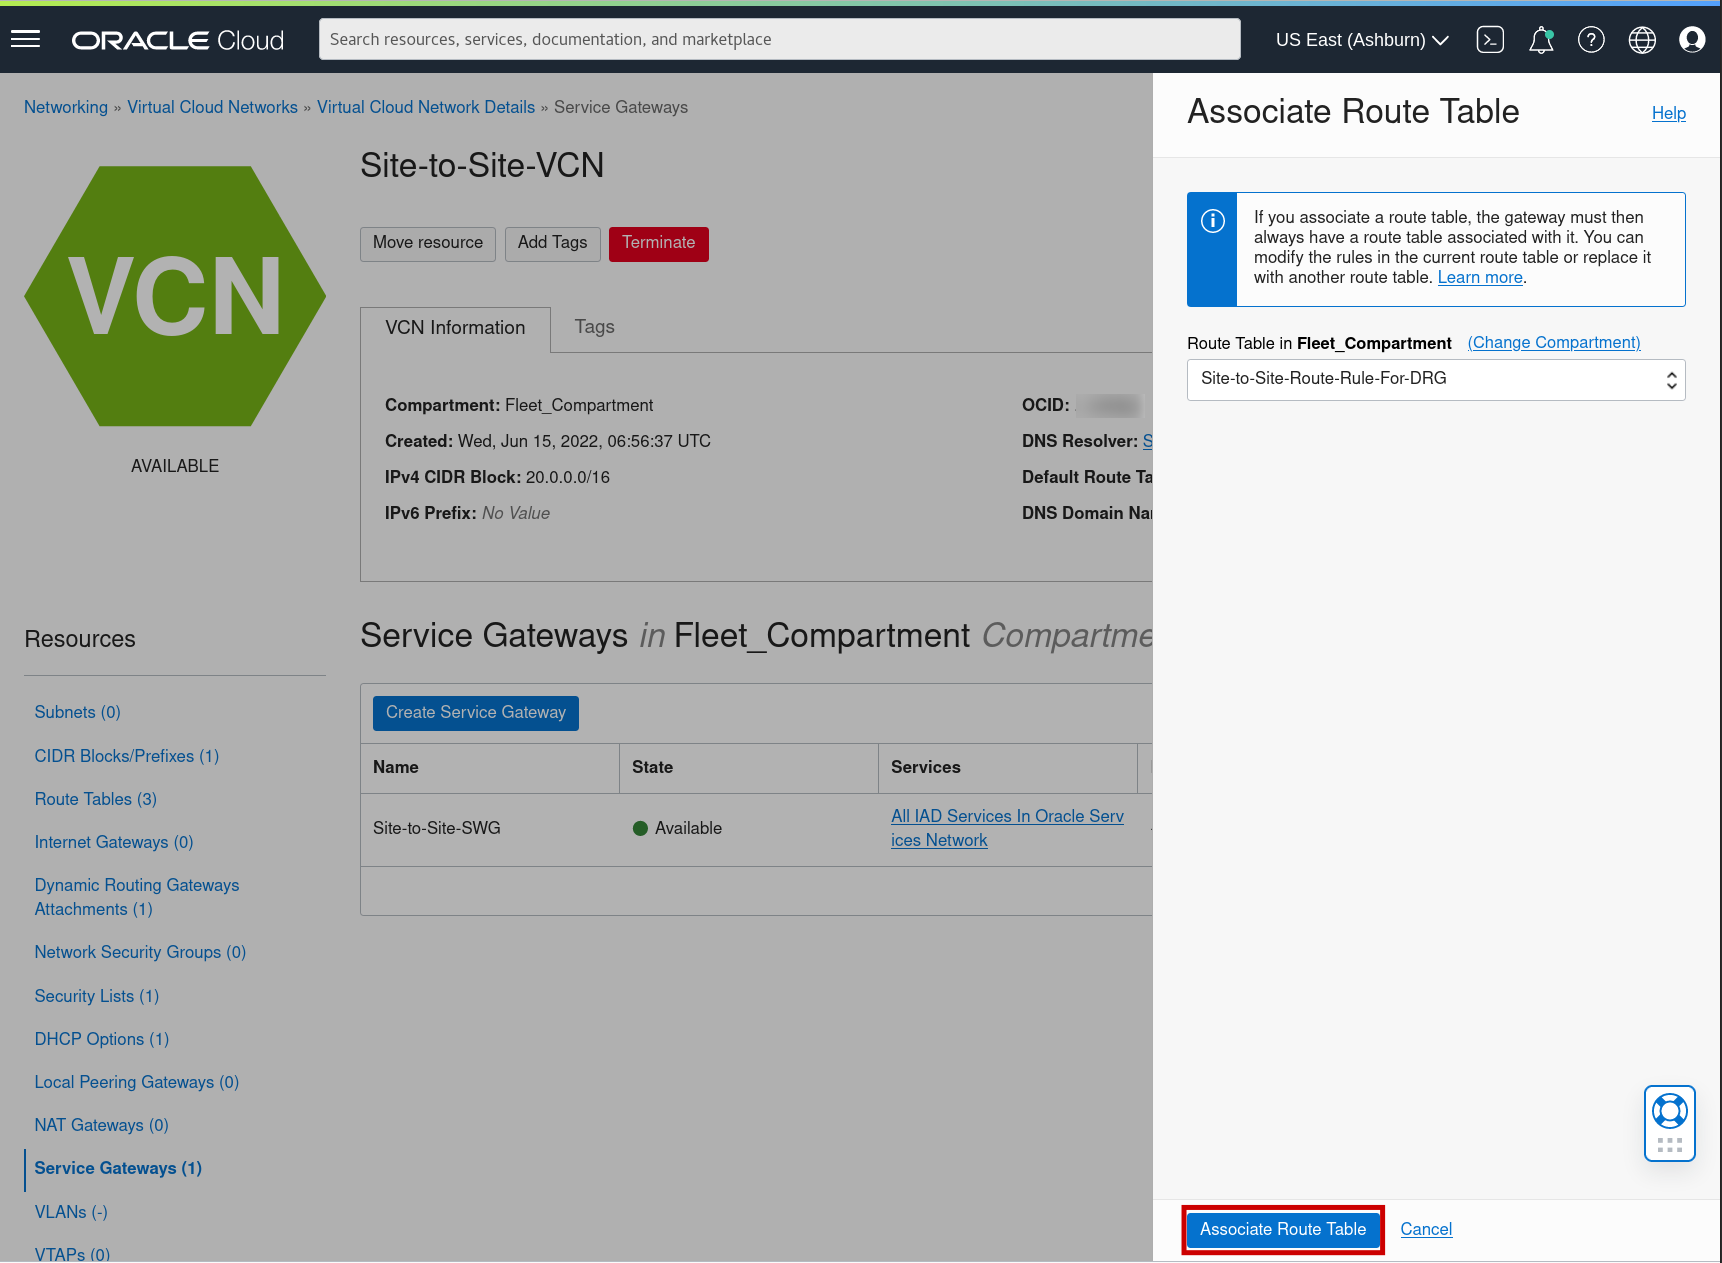 ORACLE Cloud
Search resources, services, documentation, and marketplace
US East (Ashburn)
Networking » Virtual Cloud Networks » Virtual Cloud Network Details » Service Gateways
VCN
AVAILABLE
Site-to-Site-VCN
Move resource
Add Tags
Terminate
VCN Information
Tags
Compartment: Fleet_Compartment
Created: Wed, Jun 15, 2022, 06:56:37 UTC
IPv4 CIDR Block: 20.0.0.0/16
IPv6 Prefix: No Value
OCID:
DNS Resolver: S
Default Route Ta
DNS Domain Nar
Resources
Subnets (0)
CIDR Blocks/Prefixes (1)
Route Tables (3)
Internet Gateways (0)
Dynamic Routing Gateways
Attachments (1)
Network Security Groups (0)
Security Lists (1)
DHCP Options (1)
Local Peering Gateways (0)
NAT Gateways (0)
Service Gateways (1)
VLANs (-)
VTAPs (0)
Service Gateways in Fleet_Compartment Compartme
Create Service Gateway
Name
State
Services
Site-to-Site-SWG
Available
All IAD Services In Oracle Serv
ices Network
Associate Route Table
Help
If you associate a route table, the gateway must then
always have a route table associated with it. You can
modify the rules in the current route table or replace it
with another route table. Learn more.
Route Table in Fleet_Compartment (Change Compartment)
Site-to-Site-Route-Rule-For-DRG
Associate Route Table
Cancel